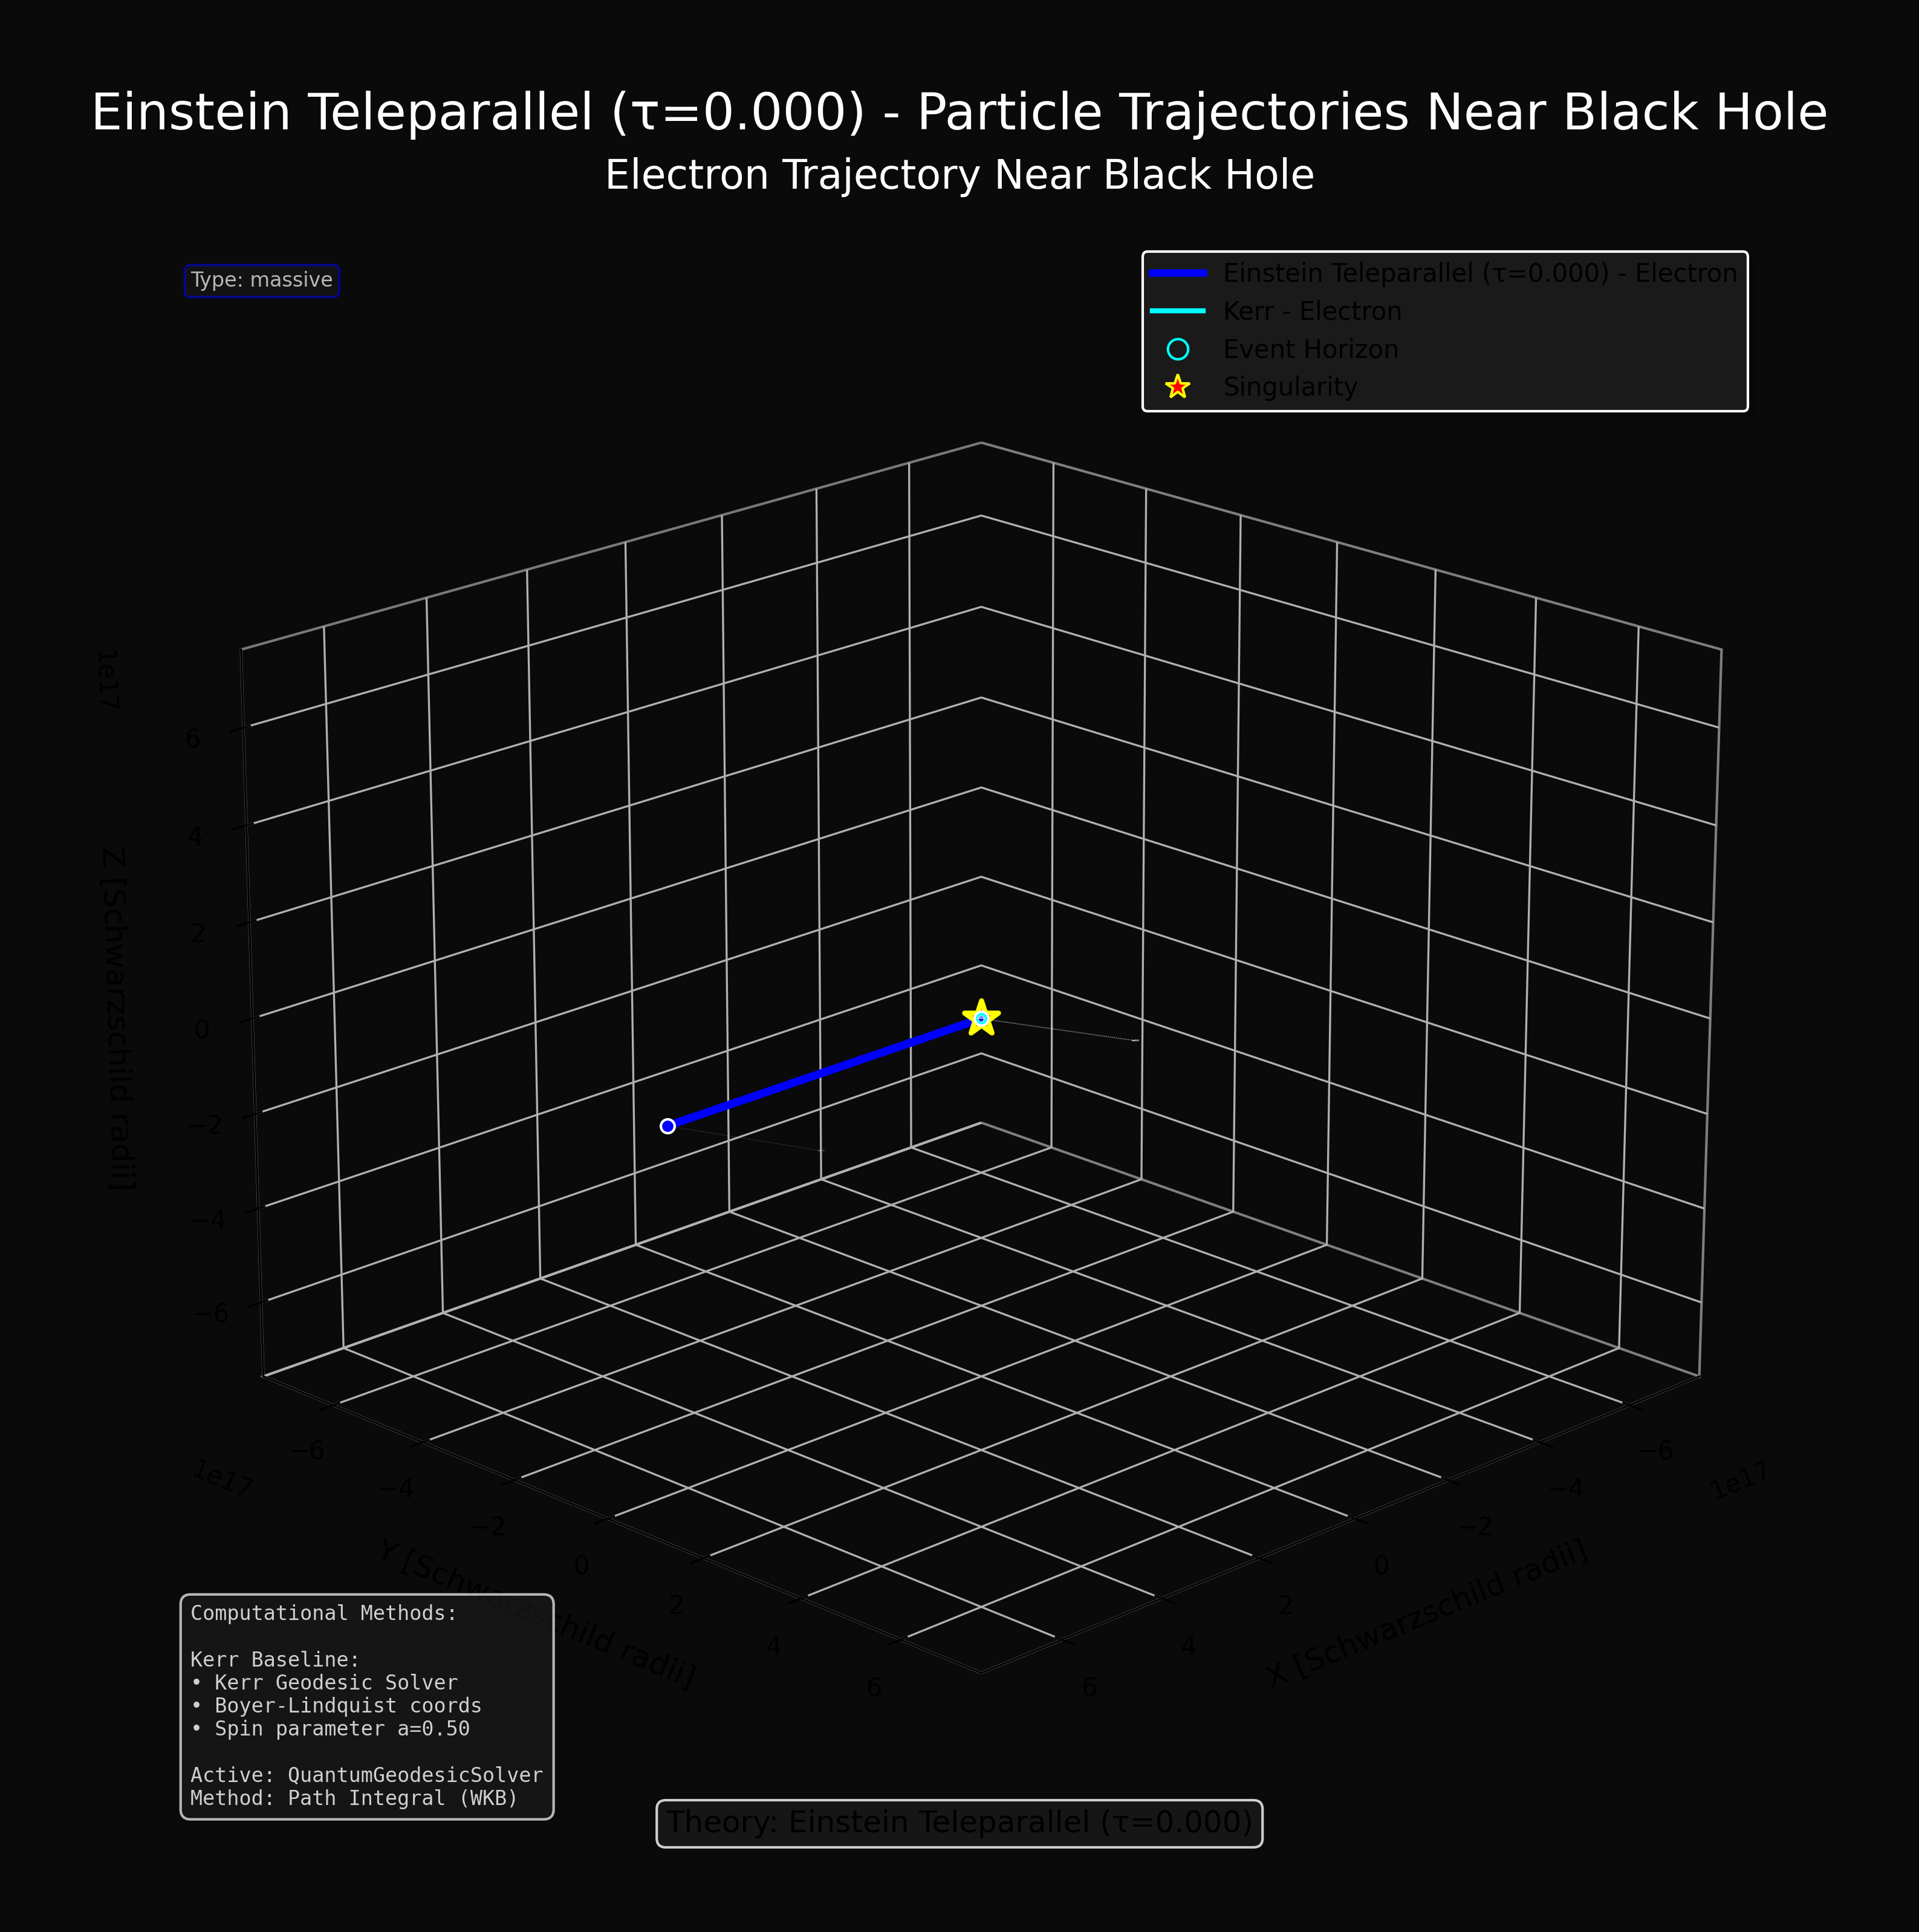 Einstein Teleparallel (τ=0.000) - Particle Trajectories Near Black Hole
Electron Trajectory Near Black Hole
Type: massive
Einstein Teleparallel (τ=0.000) - Electron
Kerr - Electron
Event Horizon
Singularity
1e17
6
4
2
0
−2
−4
−6
Z [Schwarzschild radii]
1e17
−6
−4
−2
0
2
4
6
Y [Schwarzschild radii]
1e17
−6
−4
−2
0
2
4
6
X [Schwarzschild radii]
Computational Methods:
Kerr Baseline:
• Kerr Geodesic Solver
• Boyer-Lindquist coords
• Spin parameter a=0.50
Active: QuantumGeodesicSolver
Method: Path Integral (WKB)
Theory: Einstein Teleparallel (τ=0.000)